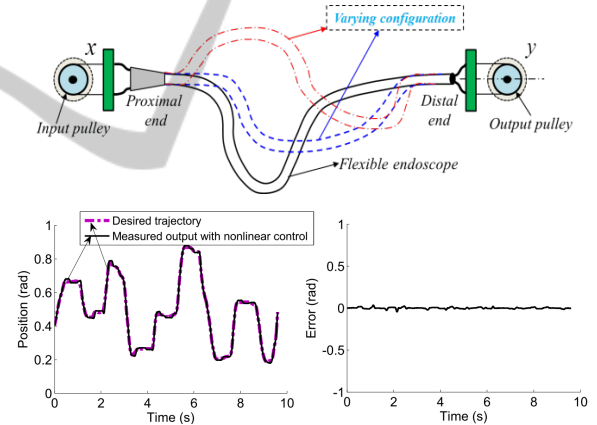 Varying configuration
x
y
Proximal
end
Distal
end
Input pulley
Output pulley
Flexible endoscope
Desired trajectory
Measured output with nonlinear control
Position (rad)
1
0.8
0.6
0.4
0.2
0
0 2 4 6 8 10
Time (s)
Error (rad)
1
0.5
0
-0.5
-1
0 2 4 6 8 10
Time (s)